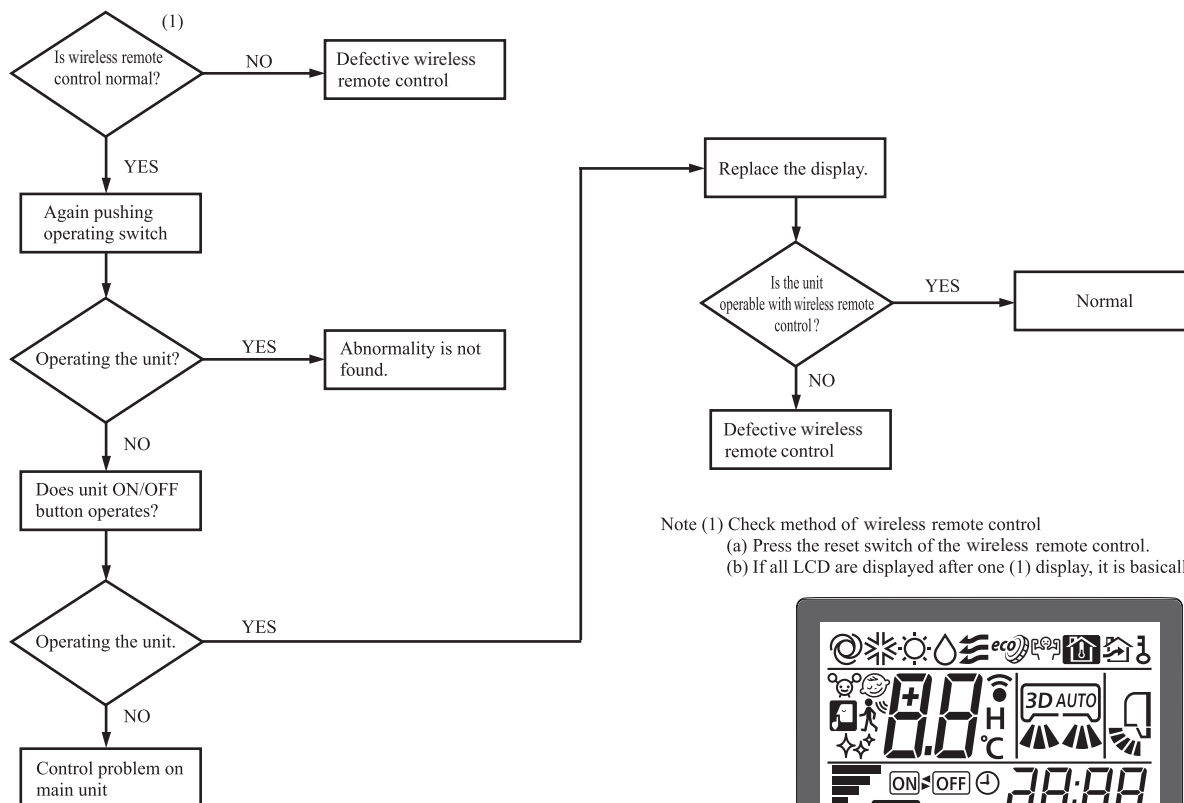 (1)
Is wireless remote
control normal?
NO
Defective wireless
remote control
YES
Again pushing
operating switch
Operating the unit?
YES
Abnormality is not
found.
NO
Does unit ON/OFF
button operates?
Operating the unit.
YES
NO
Control problem on
main unit
Replace the display.
Is the unit
operable with wireless remote
control ?
YES
Normal
NO
Defective wireless
remote control
Note (1) Check method of wireless remote control
(a) Press the reset switch of the wireless remote control.
(b) If all LCD are displayed after one (1) display, it is basicall
eco
3D AUTO
H
°C
ON OFF